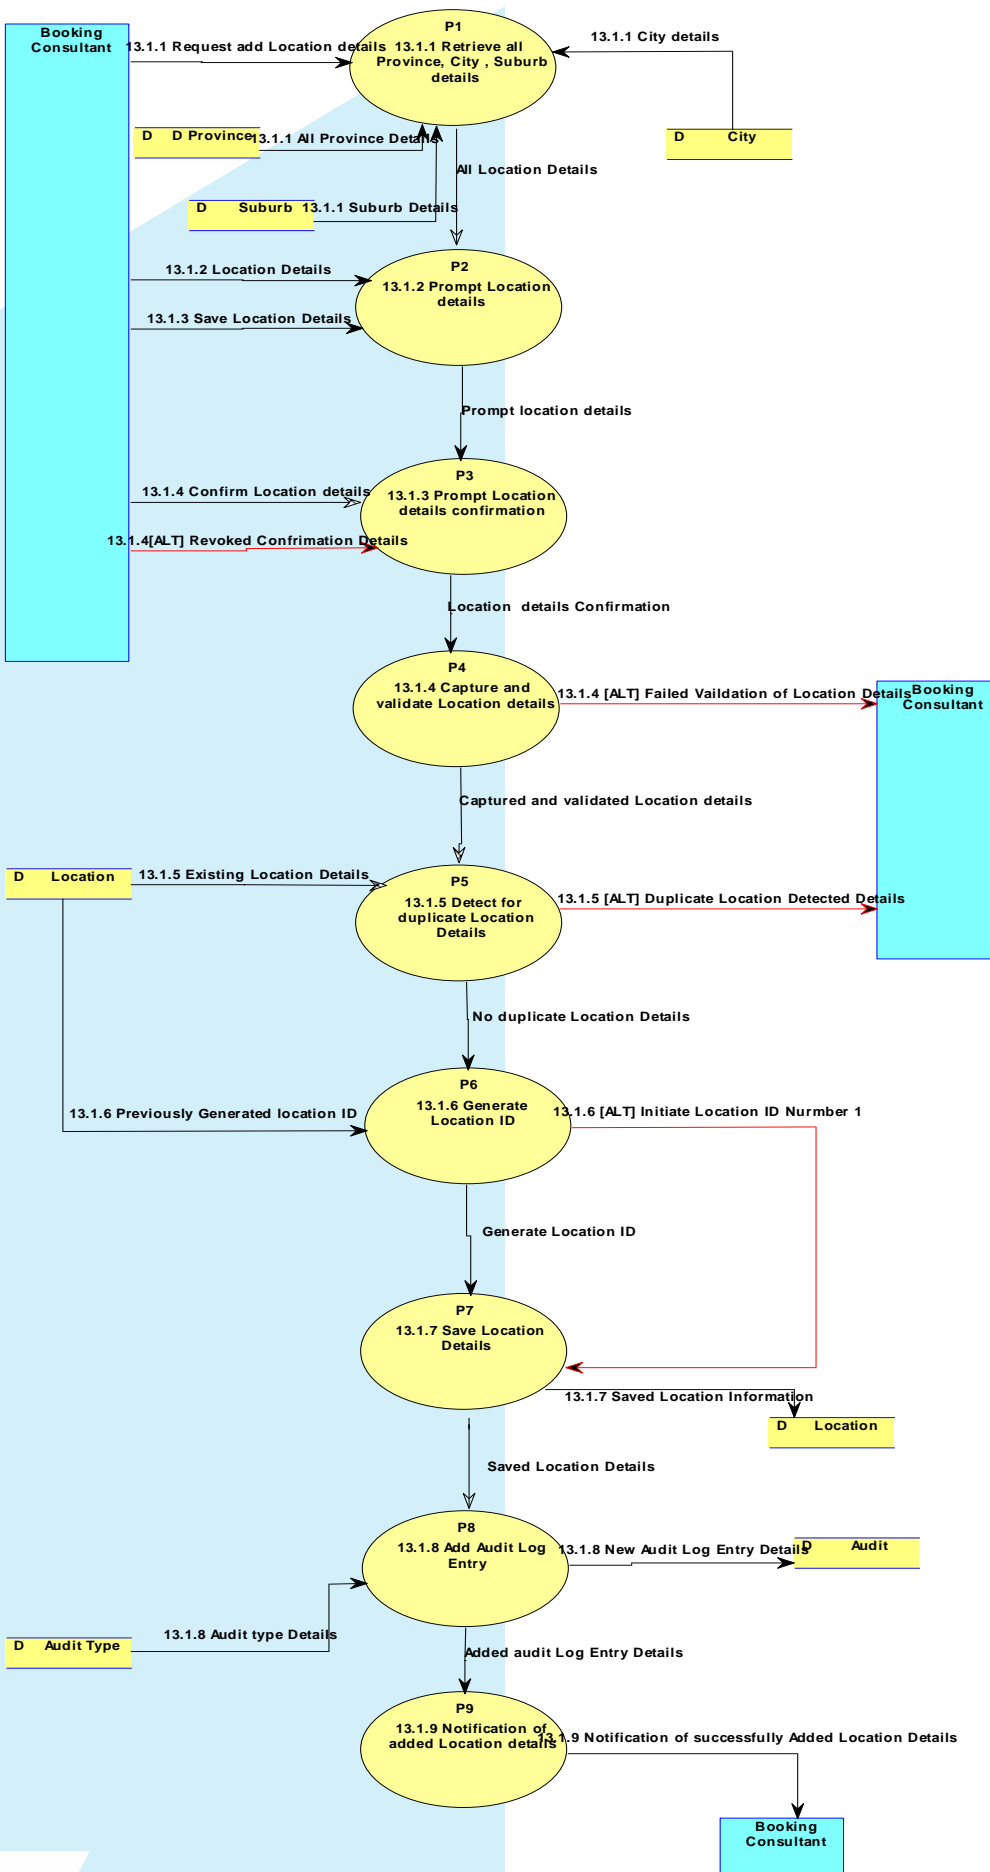 Booking
Consultant
13.1.1 Request add Location details
P1
13.1.1 Retrieve all
Province, City , Suburb
details
13.1.1 City details
D City
D D Province
13.1.1 All Province Details
All Location Details
D Suburb
13.1.1 Suburb Details
P2
13.1.2 Prompt Location
details
13.1.2 Location Details
13.1.3 Save Location Details
Prompt location details
P3
13.1.3 Prompt Location
details confirmation
13.1.4 Confirm Location details
13.1.4[ALT] Revoked Confrimation Details
Location details Confirmation
P4
13.1.4 Capture and
validate Location details
13.1.4 [ALT] Failed Vaildation of Location Details
Booking
Consultant
Captured and validated Location details
D Location
13.1.5 Existing Location Details
P5
13.1.5 Detect for
duplicate Location
Details
13.1.5 [ALT] Duplicate Location Detected Details
No duplicate Location Details
P6
13.1.6 Generate
Location ID
13.1.6 Previously Generated location ID
13.1.6 [ALT] Initiate Location ID Nurmber 1
Generate Location ID
P7
13.1.7 Save Location
Details
13.1.7 Saved Location Information
D Location
Saved Location Details
P8
13.1.8 Add Audit Log
Entry
13.1.8 New Audit Log Entry Details
D Audit
13.1.8 Audit type Details
D Audit Type
Added audit Log Entry Details
P9
13.1.9 Notification of
added Location details
13.1.9 Notification of successfully Added Location Details
Booking
Consultant